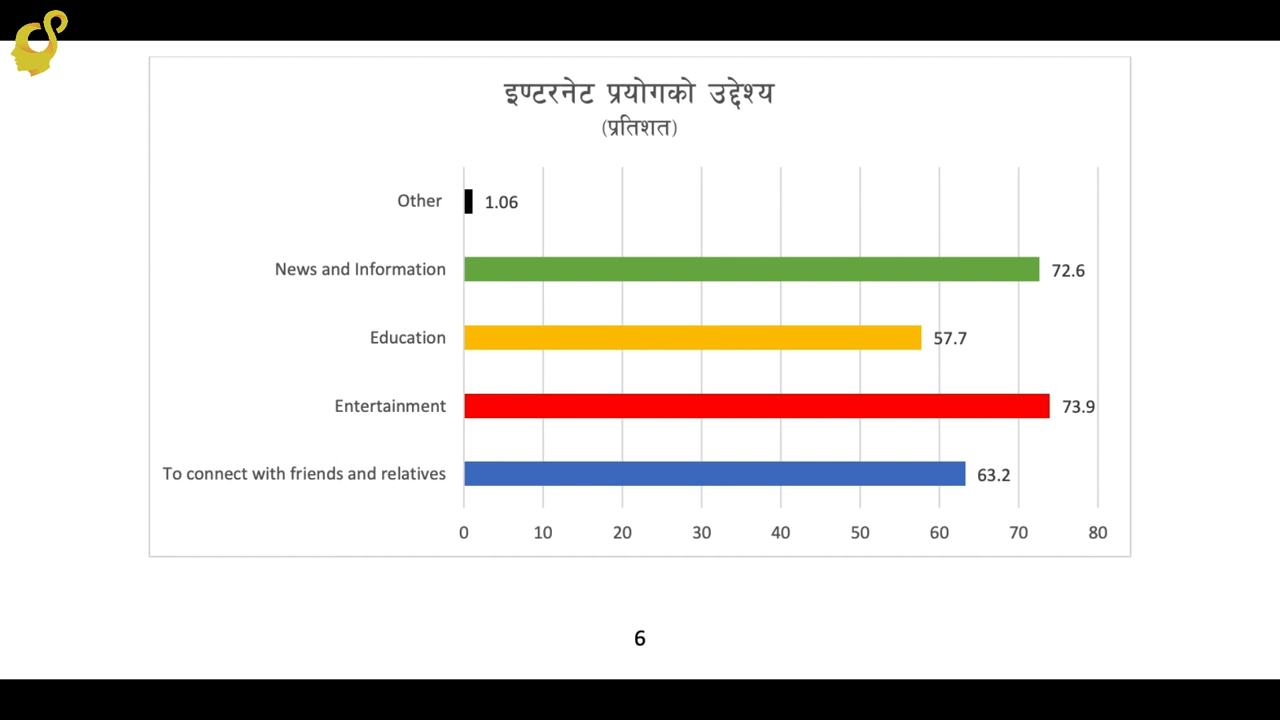 इण्टरनेट प्रयोगको उद्देश्य
(प्रतिशत)
Other 1.06
News and Information 72.6
Education 57.7
Entertainment 73.9
To connect with friends and relatives 63.2
0 10 20 30 40 50 60 70 80
6